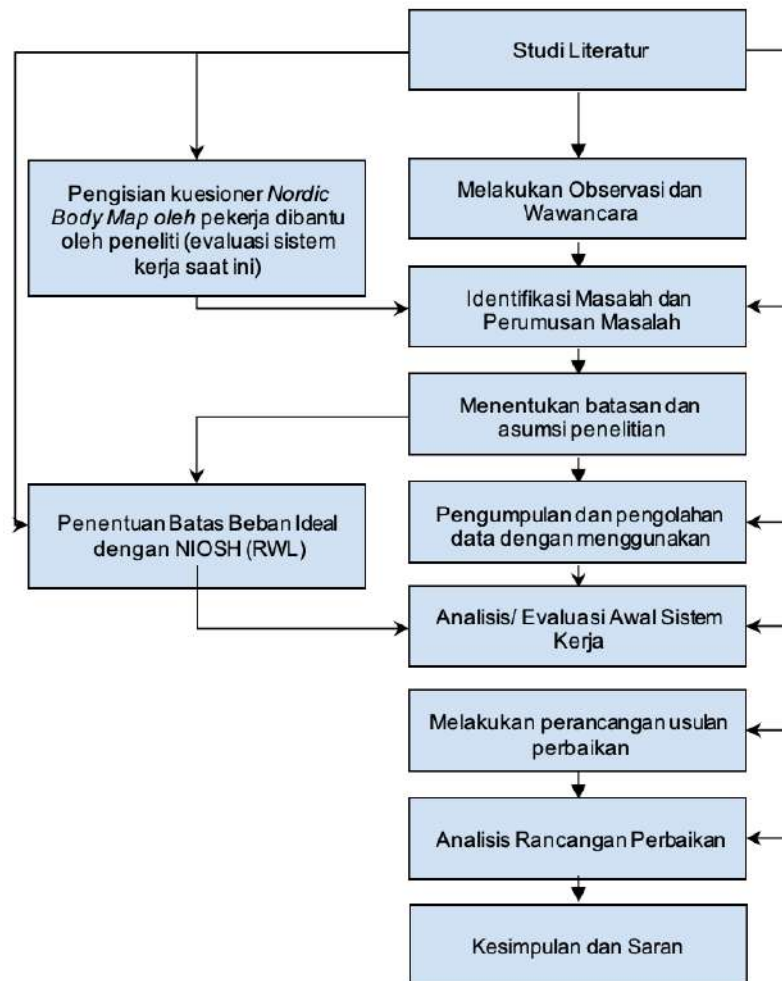 Studi Literatur
Pengisian kuesioner Nordic
Body Map oleh pekerja dibantu
oleh peneliti (evaluasi sistem
kerja saat ini)
Melakukan Observasi dan
Wawancara
Identifikasi Masalah dan
Perumusan Masalah
Menentukan batasan dan
asumsi penelitian
Penentuan Batas Beban Ideal
dengan NIOSH (RWL)
Pengumpulan dan pengolahan
data dengan menggunakan
Analisis/ Evaluasi Awal Sistem
Kerja
Melakukan perancangan usulan
perbaikan
Analisis Rancangan Perbaikan
Kesimpulan dan Saran